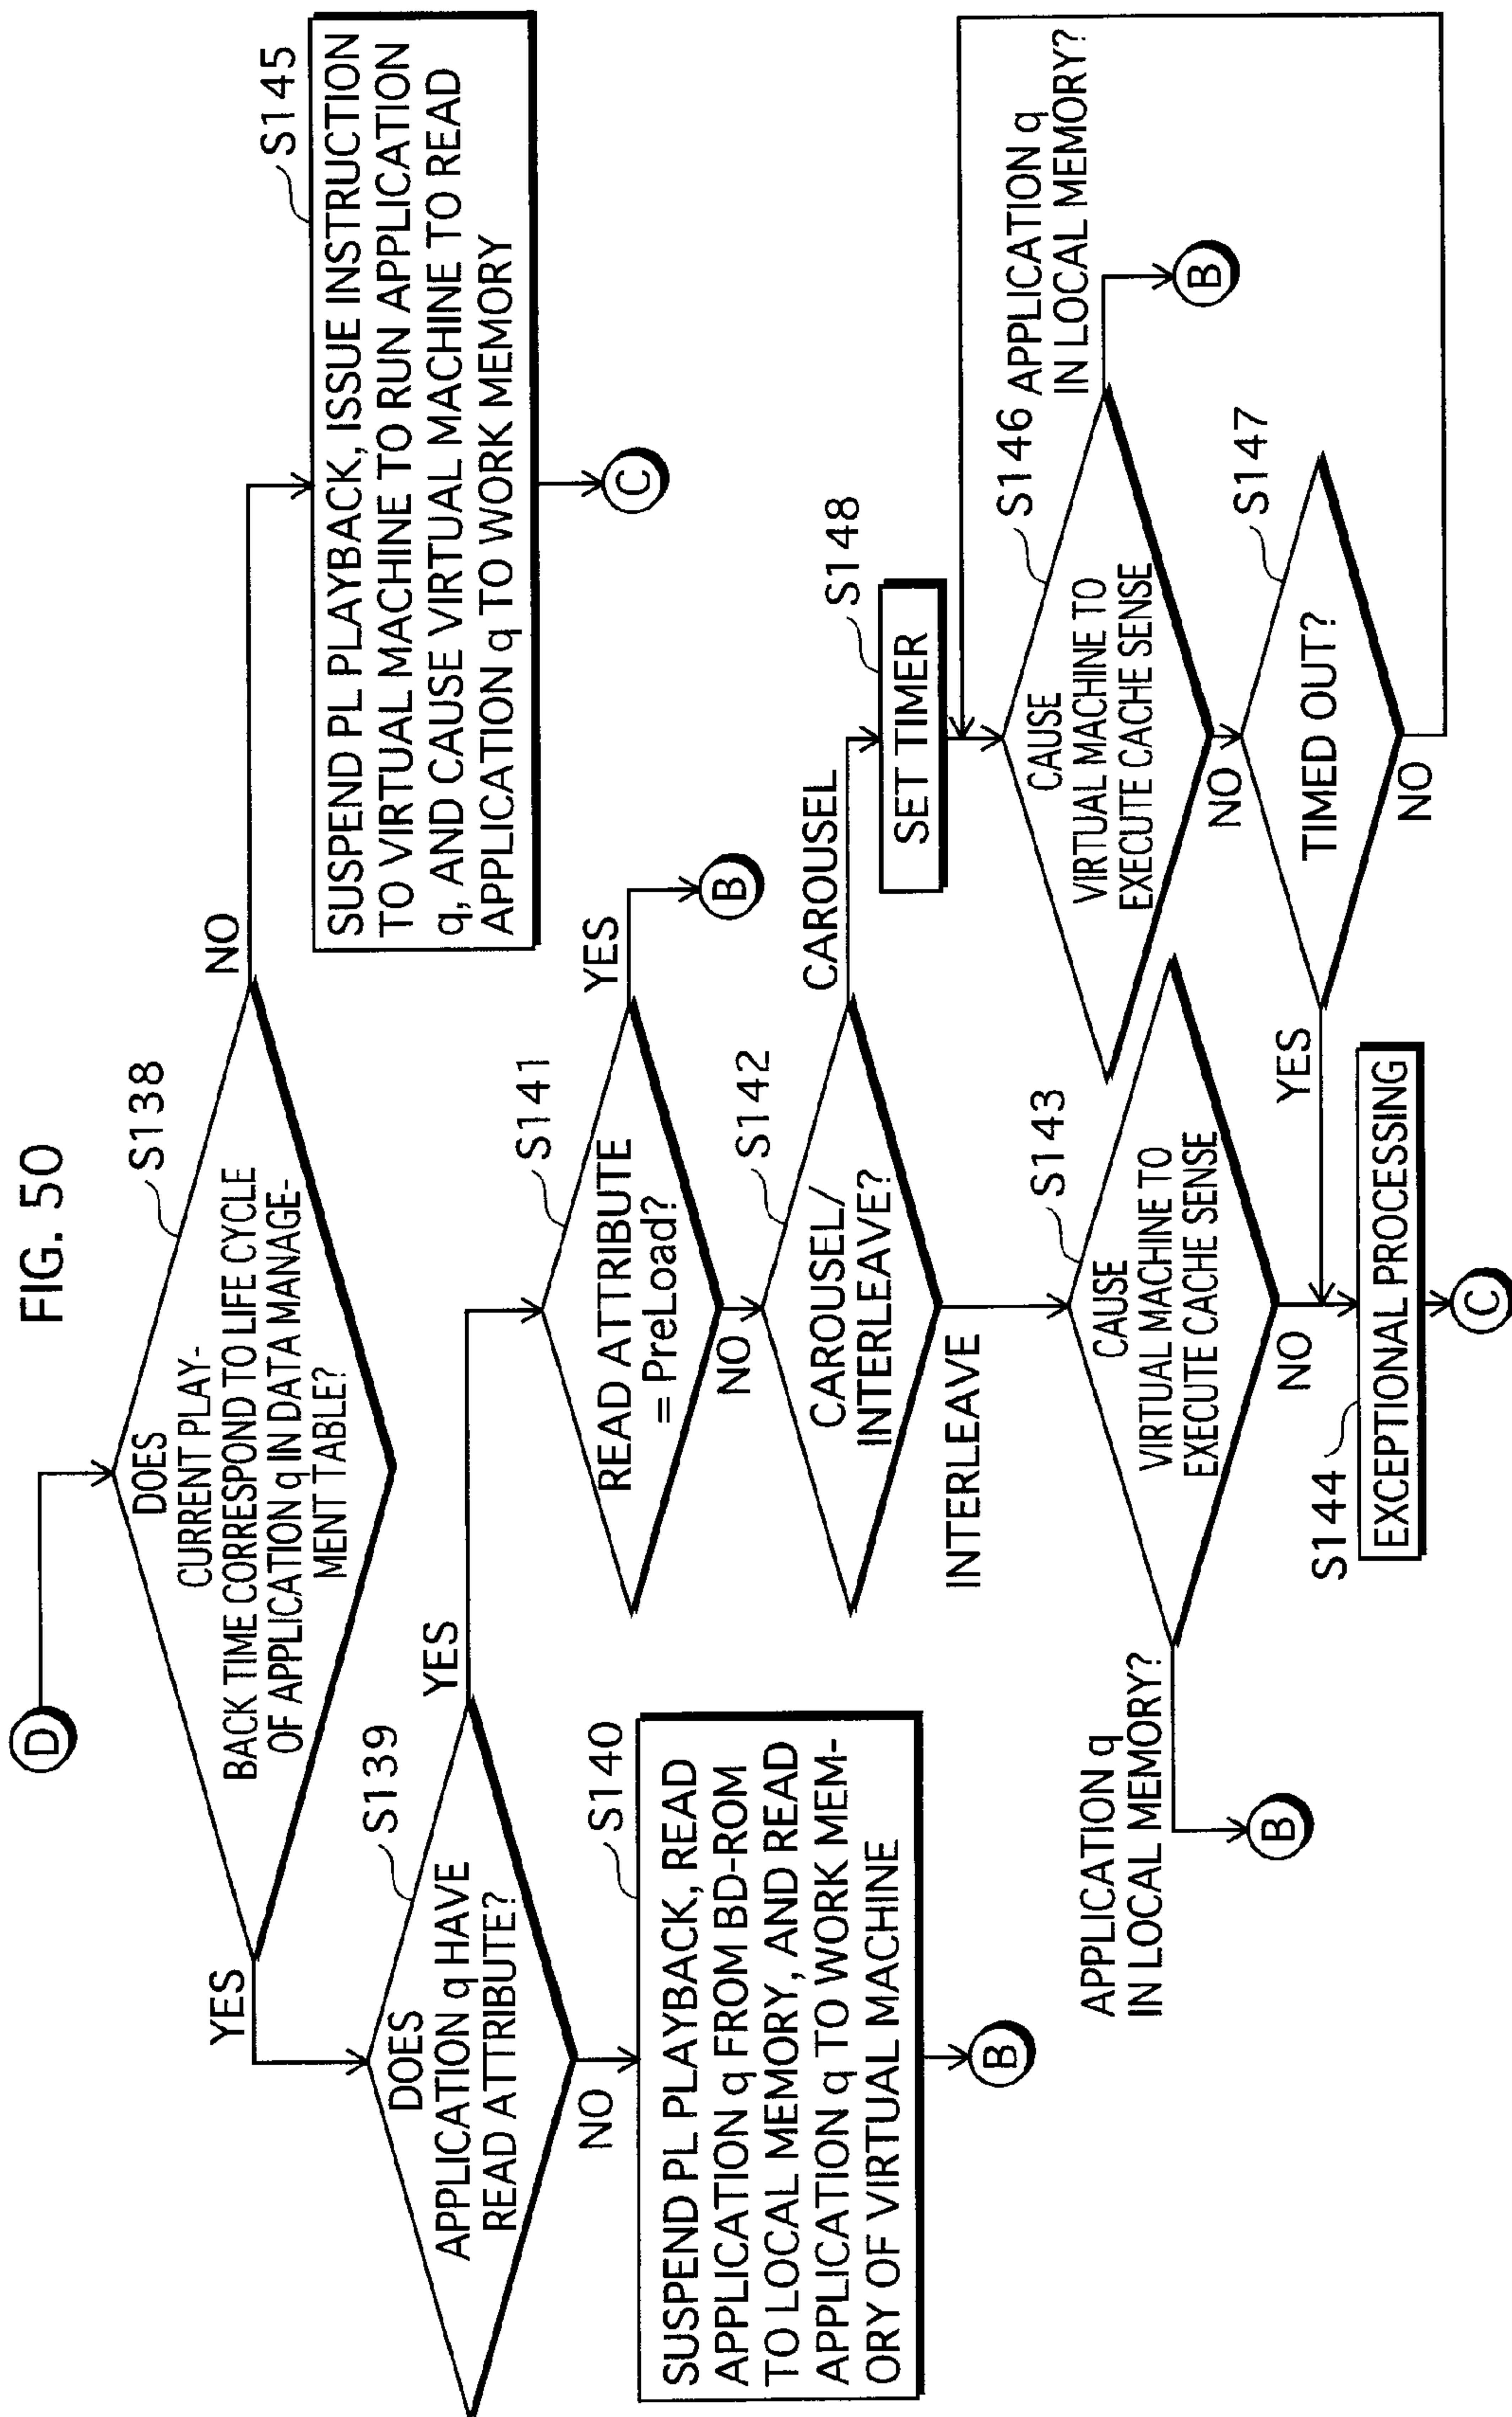 FIG. 50
D
S138
DOES
CURRENT PLAY-
BACK TIME CORRESPOND TO LIFE CYCLE
OF APPLICATION q IN DATA MANAGE-
MENT TABLE?
YES
NO
S139
DOES
APPLICATION q HAVE
READ ATTRIBUTE?
YES
NO
S140
SUSPEND PL PLAYBACK, READ
APPLICATION q FROM BD-ROM
TO LOCAL MEMORY, AND READ
APPLICATION q TO WORK MEM-
ORY OF VIRTUAL MACHINE
B
S145
SUSPEND PL PLAYBACK, ISSUE INSTRUCTION
TO VIRTUAL MACHINE TO RUN APPLICATION
q, AND CAUSE VIRTUAL MACHINE TO READ
APPLICATION q TO WORK MEMORY
C
S141
READ ATTRIBUTE
= PreLoad?
YES
B
NO
S142
CAROUSEL/
INTERLEAVE?
CAROUSEL
INTERLEAVE
S143
CAUSE
VIRTUAL MACHINE TO
EXECUTE CACHE SENSE
APPLICATION q
IN LOCAL MEMORY?
B
NO
S144
EXCEPTIONAL PROCESSING
C
S148
SET TIMER
S146
CAUSE
VIRTUAL MACHINE TO
EXECUTE CACHE SENSE
APPLICATION q
IN LOCAL MEMORY?
B
NO
S147
TIMED OUT?
YES
NO